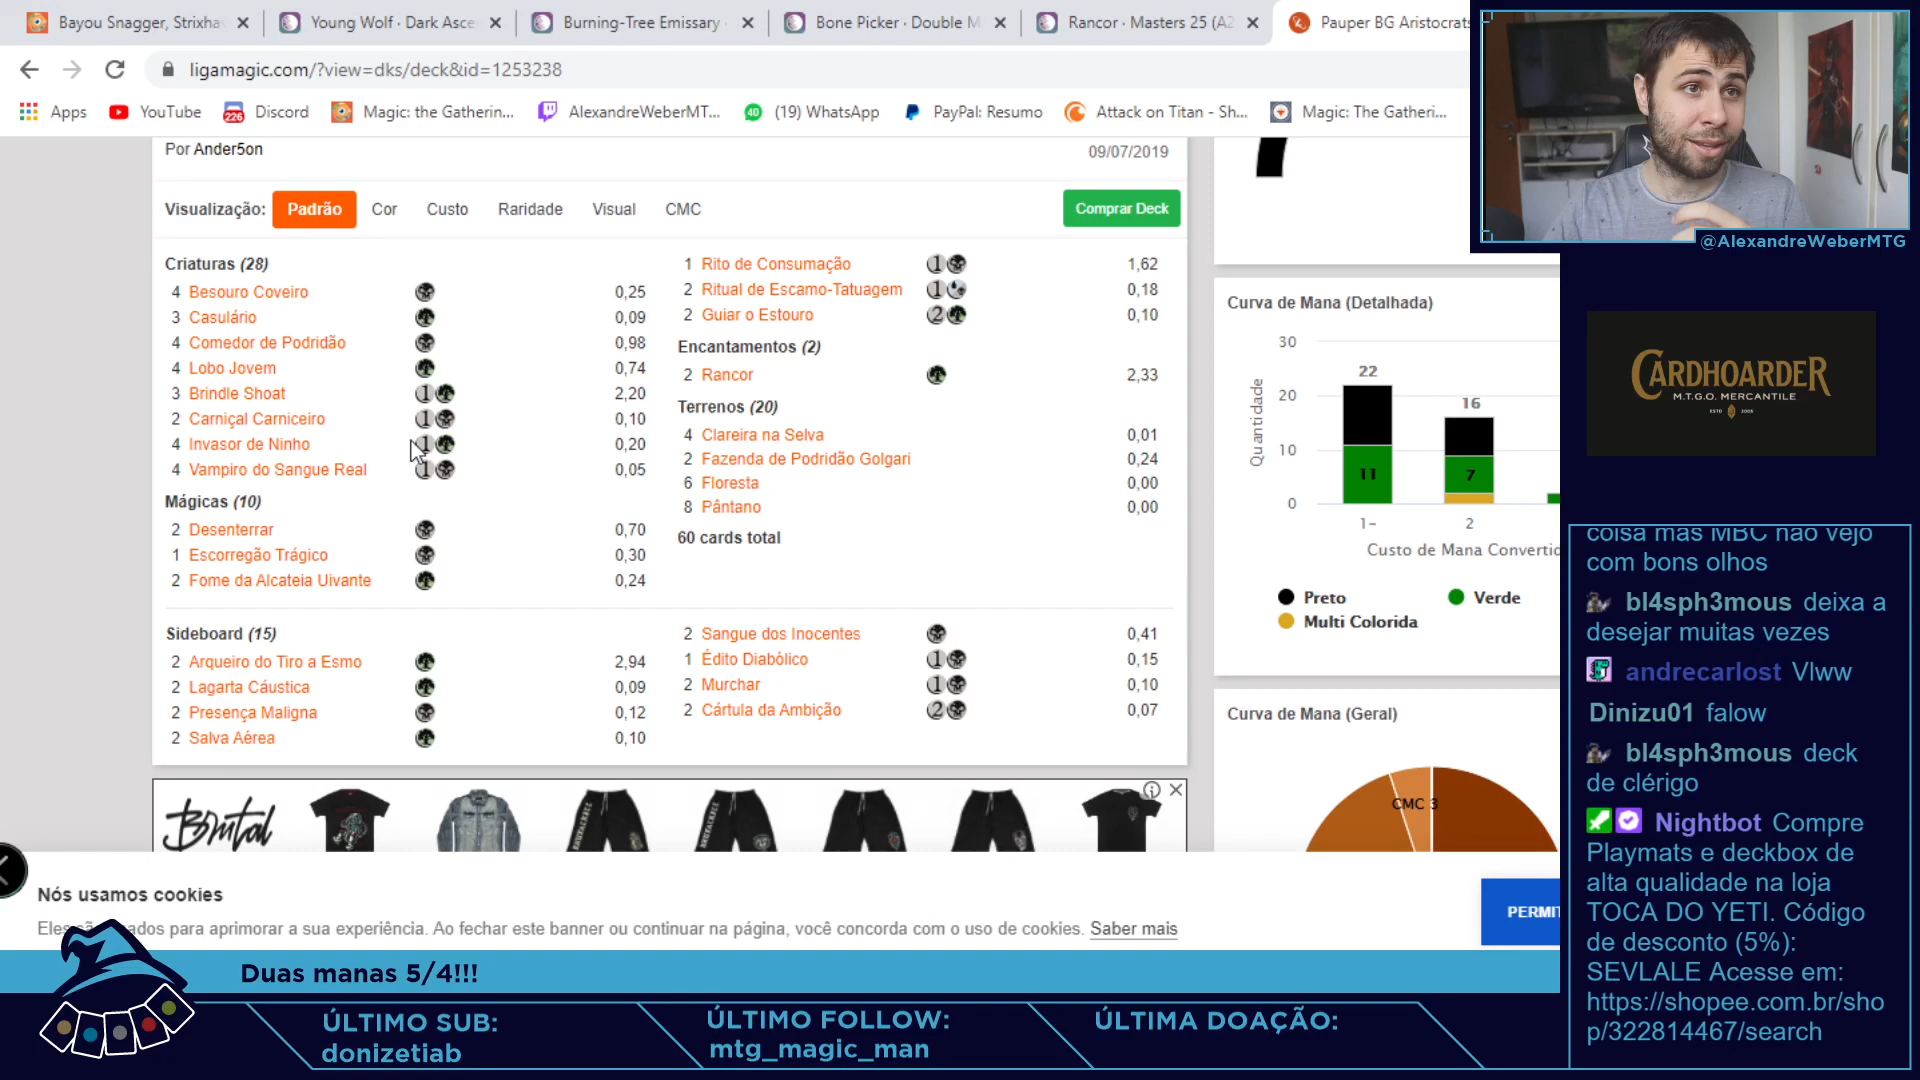 Bayou Snagger, Strixha
Young Wolf · Dark Asce
Burning-Tree Emissary
Bone Picker · Double M
Rancor · Masters 25 (A2
Pauper BG Aristocrats
ligamagic.com/?view=dks/deck&id=1253238
Apps
YouTube
226
Discord
Magic: the Gatherin...
AlexandreWeberMT...
40
(19) WhatsApp
PayPal: Resumo
Attack on Titan - Sh...
Magic: The Gatheri...
@AlexandreWeberMTG
Por Ander5on
09/07/2019
Visualização:
Padrão
Cor
Custo
Raridade
Visual
CMC
Comprar Deck
Criaturas (28)
4 Besouro Coveiro 0,25
3 Casulário 0,09
4 Comedor de Podridão 0,98
4 Lobo Jovem 0,74
3 Brindle Shoat 1 2,20
2 Carniçal Carniceiro 1 0,10
4 Invasor de Ninho 1 0,20
4 Vampiro do Sangue Real 1 0,05
Mágicas (10)
2 Desenterrar 0,70
1 Escorregão Trágico 0,30
2 Fome da Alcateia Uivante 0,24
1 Rito de Consumação 1 1,62
2 Ritual de Escamo-Tatuagem 1 0,18
2 Guiar o Estouro 2 0,10
Encantamentos (2)
2 Rancor 2,33
Terrenos (20)
4 Clareira na Selva 0,01
2 Fazenda de Podridão Golgari 0,24
6 Floresta 0,00
8 Pântano 0,00
60 cards total
Sideboard (15)
2 Arqueiro do Tiro a Esmo 2,94
2 Lagarta Cáustica 0,09
2 Presença Maligna 0,12
2 Salva Aérea 0,10
2 Sangue dos Inocentes 0,41
1 Édito Diabólico 1 0,15
2 Murchar 1 0,10
2 Cártula da Ambição 2 0,07
Curva de Mana (Detalhada)
30
20
10
0
Quantidade
22
11
16
7
1-
2
Custo de Mana Converti
Preto
Verde
Multi Colorida
Curva de Mana (Geral)
CMC 3
Brutal
Nós usamos cookies
ados para aprimorar a sua experiência. Ao fechar este banner ou continuar na página, você concorda com o uso de cookies. Saber mais
PERMI
Duas manas 5/4!!!
ÚLTIMO SUB:
donizetiab
ÚLTIMO FOLLOW:
mtg_magic_man
ÚLTIMA DOAÇÃO:
CARDHOARDER
M.T.G.O. MERCANTILE
coisa mas MBC não vejo
com bons olhos
bl4sph3mous deixa a
desejar muitas vezes
andrecarlost Vlww
Dinizu01 falow
bl4sph3mous deck
de clérigo
Nightbot Compre
Playmats e deckbox de
alta qualidade na loja
TOCA DO YETI. Código
de desconto (5%):
SEVLALE Acesse em:
https://shopee.com.br/sho
p/322814467/search